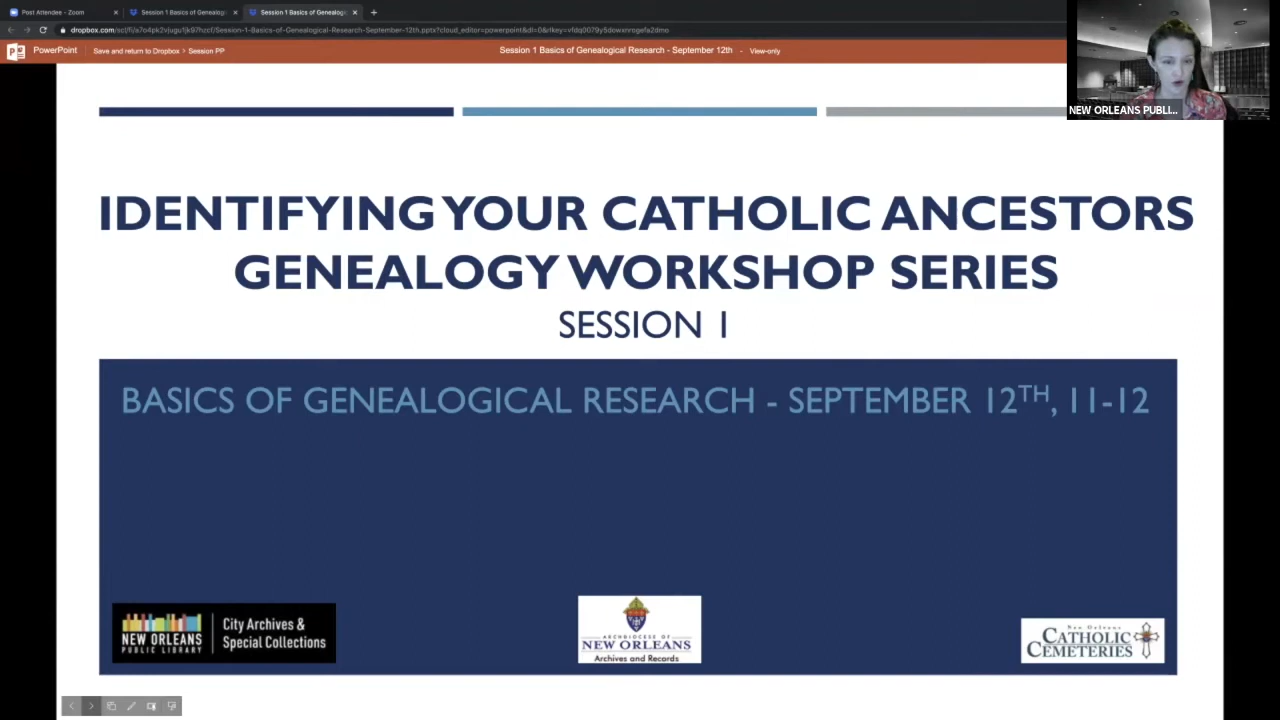 Post Attendee - Zoom
Session 1 Basics of Genealog
Session 1 Basics of Genealog
PowerPoint
Save and return to Dropbox > Session PP
Session 1 Basics of Genealogical Research - September 12th - View-only
NEW ORLEANS PUBLI...
IDENTIFYING YOUR CATHOLIC ANCESTORS
GENEALOGY WORKSHOP SERIES
SESSION 1
BASICS OF GENEALOGICAL RESEARCH - SEPTEMBER 12TH, 11-12
NEW ORLEANS
PUBLIC LIBRARY
City Archives &
Special Collections
ARCHDIOCESE OF
NEW ORLEANS
Archives and Records
New Orleans
CATHOLIC
CEMETERIES